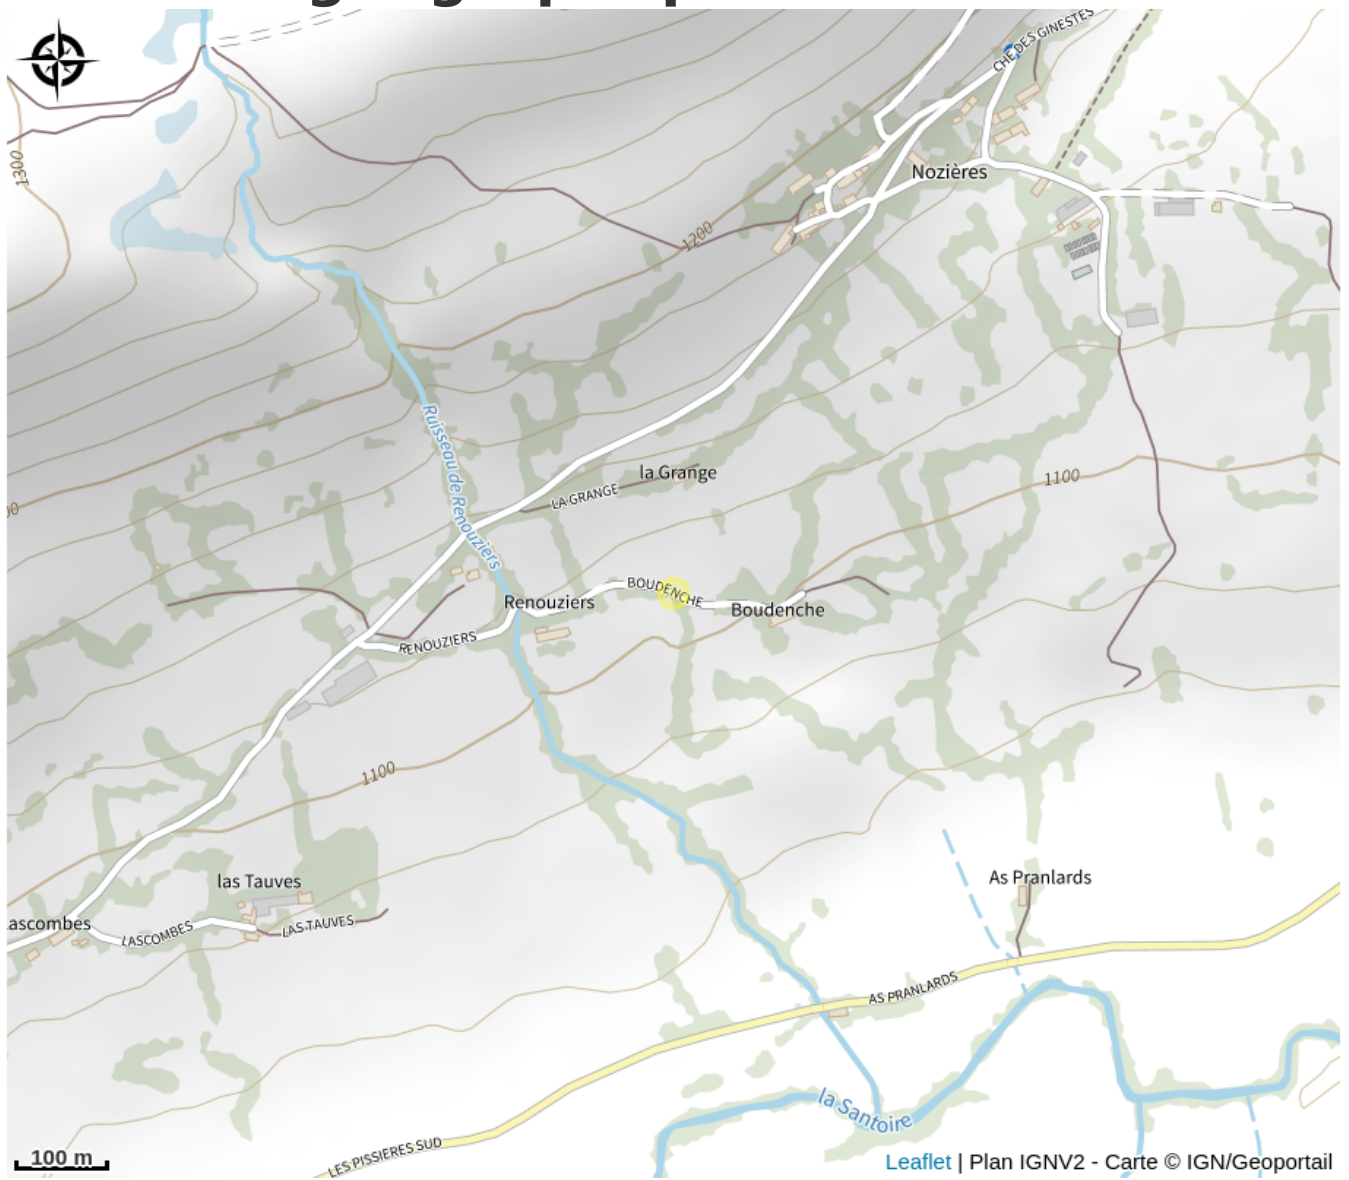 CHE DES GINESTES
Nozières
1300
1200
la Grange
LA GRANGE
1100
Ruisseau de Renouziers
00
BOUDENCHE
Renouziers
Boudenche
RENOUZIERS
1100
las Tauves
As Pranlards
ascombes
LASCOMBES
LAS TAUVES
AS PRANLARDS
la Santoire
LES PISSIERES SUD
100 m
Leaflet | Plan IGNV2 - Carte © IGN/Geoportail